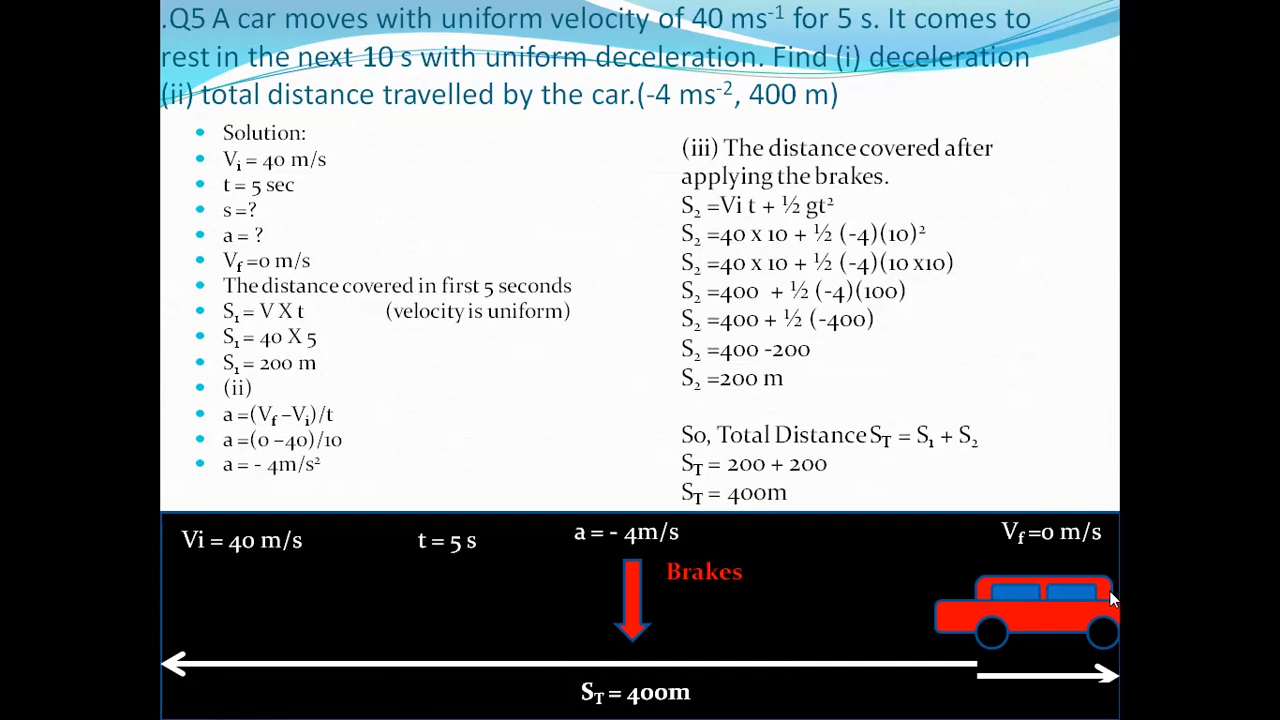 .Q5 A car moves with uniform velocity of 40 ms⁻¹ for 5 s. It comes to
rest in the next 10 s with uniform deceleration. Find (i) deceleration
(ii) total distance travelled by the car.(-4 ms⁻², 400 m)
• Solution:
• Vᵢ = 40 m/s
• t = 5 sec
• s =?
• a = ?
• V_f =0 m/s
• The distance covered in first 5 seconds
• S₁ = V X t (velocity is uniform)
• S₁ = 40 X 5
• S₁ = 200 m
• (ii)
• a =(V_f –Vᵢ)/t
• a =(0 –40)/10
• a = - 4m/s²
(iii) The distance covered after
applying the brakes.
S₂ =Vi t + ½ gt²
S₂ =40 x 10 + ½ (-4)(10)²
S₂ =40 x 10 + ½ (-4)(10 x10)
S₂ =400 + ½ (-4)(100)
S₂ =400 + ½ (-400)
S₂ =400 -200
S₂ =200 m
So, Total Distance S_T = S₁ + S₂
S_T = 200 + 200
S_T = 400m
Vi = 40 m/s t = 5 s a = - 4m/s V_f =0 m/s
Brakes
S_T = 400m